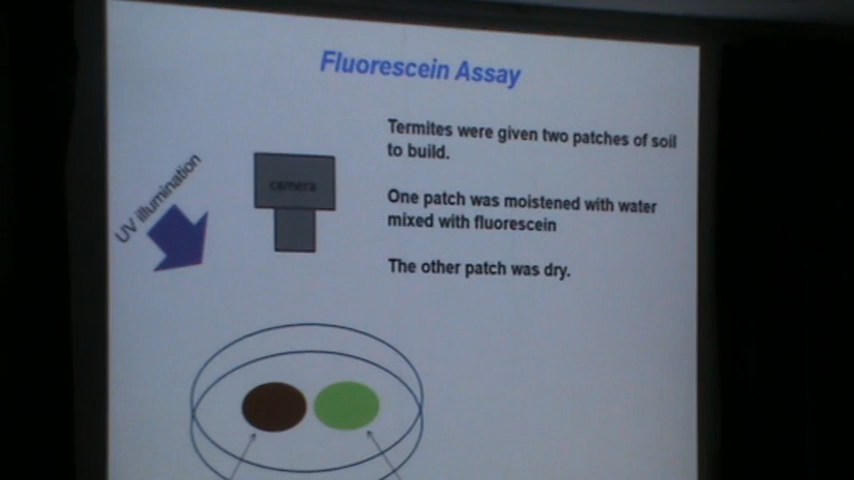 Fluorescein Assay
Termites were given two patches of soil
to build.
UV illumination
camera
One patch was moistened with water
mixed with fluorescein
The other patch was dry.